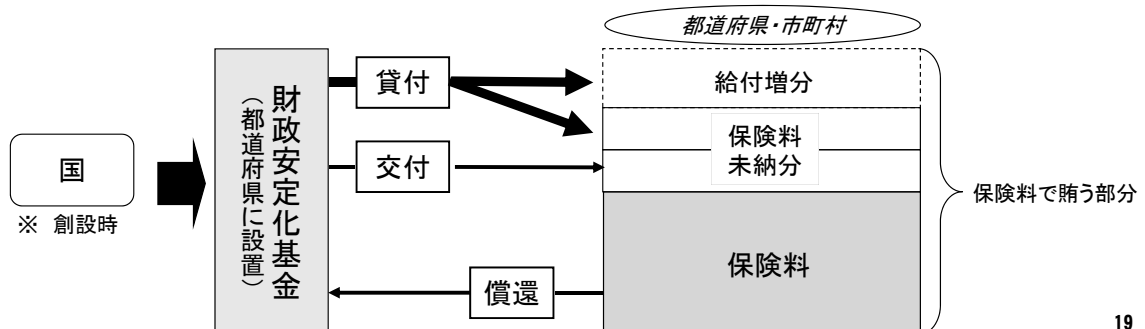 都道府県・市町村
国
※ 創設時
財政安定化基金
（都道府県に設置）
貸付
交付
償還
給付増分
保険料
未納分
保険料
保険料で賄う部分
19